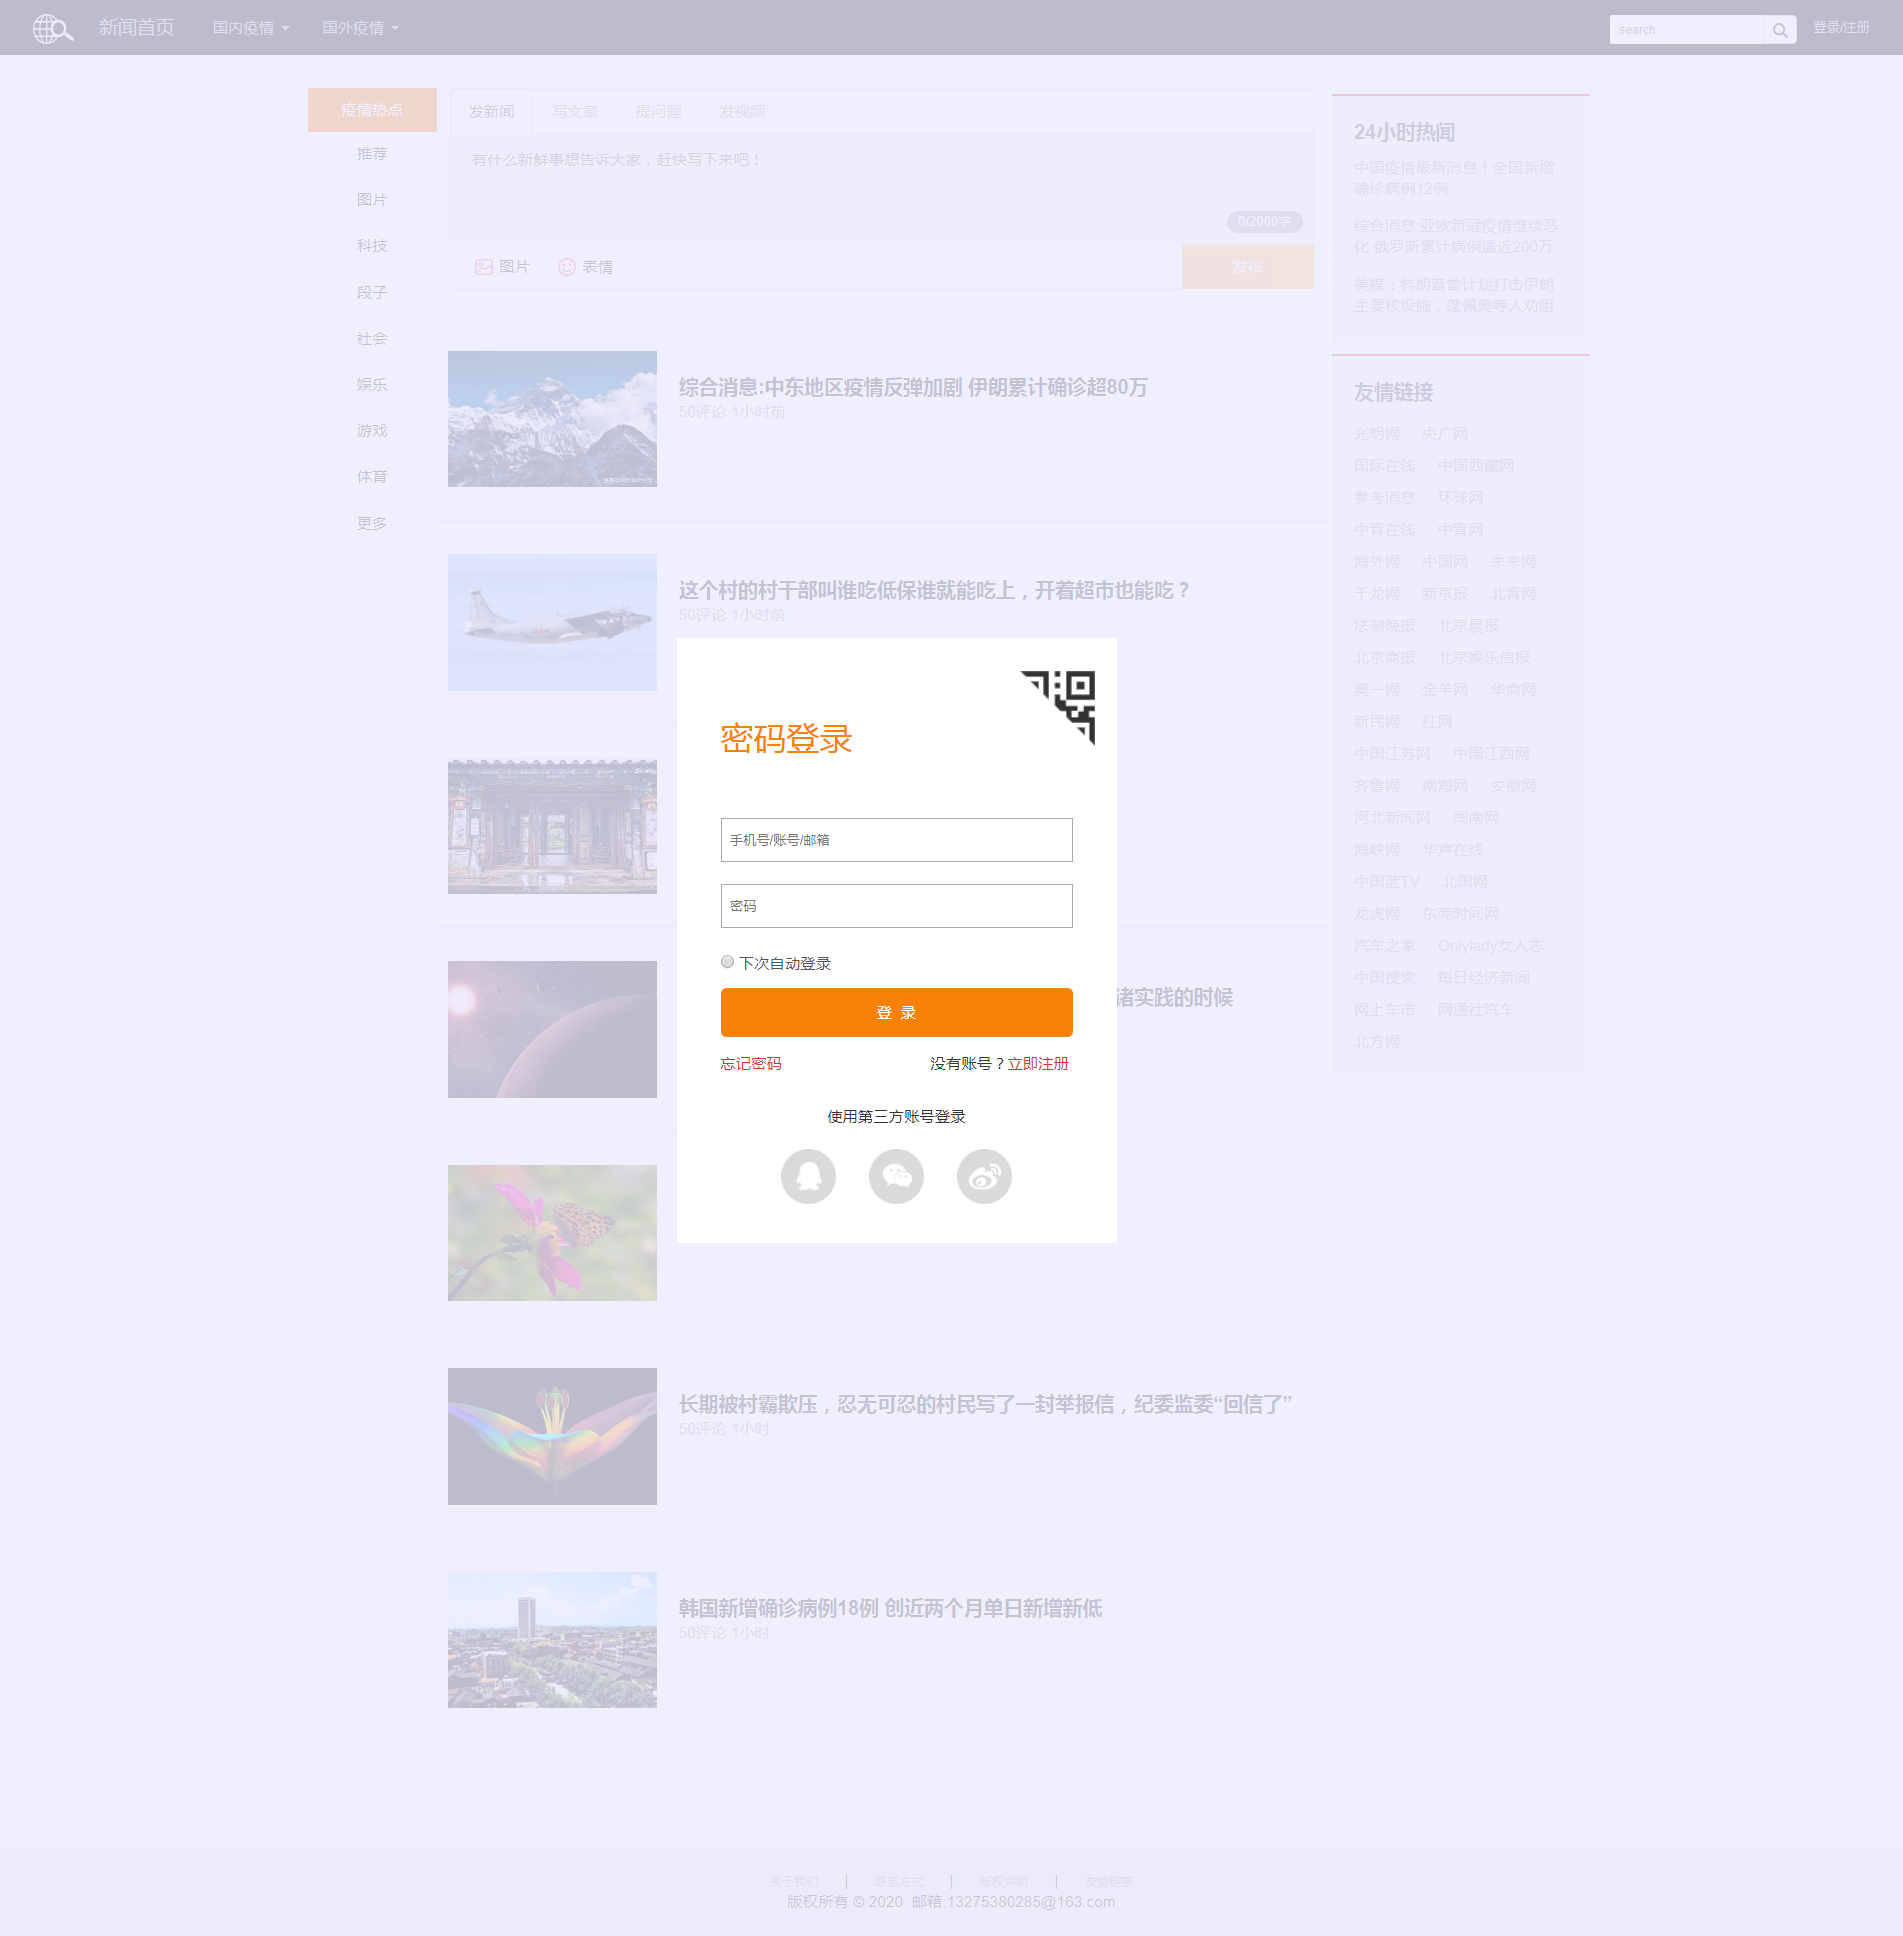 新闻首页 国内疫情 国外疫情 search 登录/注册
疫情热点
推荐
图片
科技
段子
社会
娱乐
游戏
体育
更多
发新闻 写文章 提问题 发视频
有什么新鲜事想告诉大家，赶快写下来吧！
0/2000字
图片 表情 发布
综合消息:中东地区疫情反弹加剧 伊朗累计确诊超80万
50评论 1小时前
这个村的村干部叫谁吃低保谁就能吃上，开着超市也能吃？
50评论 1小时前
诸实践的时候
长期被村霸欺压，忍无可忍的村民写了一封举报信，纪委监委“回信了”
50评论 1小时
韩国新增确诊病例18例 创近两个月单日新增新低
50评论 1小时
密码登录
手机号/账号/邮箱
密码
下次自动登录
登 录
忘记密码 没有账号？立即注册
使用第三方账号登录
24小时热闻
中国疫情最新消息！全国新增
确诊病例12例
综合消息:亚欧新冠疫情继续恶
化 俄罗斯累计病例逼近200万
美媒：特朗普曾计划打击伊朗
主要核设施，蓬佩奥等人劝阻
友情链接
光明网 央广网
国际在线 中国西藏网
参考消息 环球网
中青在线 中青网
海外网 中国网 未来网
千龙网 新京报 北青网
法制晚报 北京晨报
北京商报 北京娱乐信报
奥一网 金羊网 华商网
新民网 红网
中国江苏网 中国江西网
齐鲁网 南海网 安徽网
河北新闻网 闽南网
海峡网 华声在线
中国蓝TV 北国网
龙虎网 东莞时间网
汽车之家 Onlylady女人志
中国搜索 每日经济新闻
网上车市 网通社汽车
北方网
关于我们 | 联系方式 | 版权声明 | 友情链接
版权所有 © 2020 邮箱:13275380285@163.com